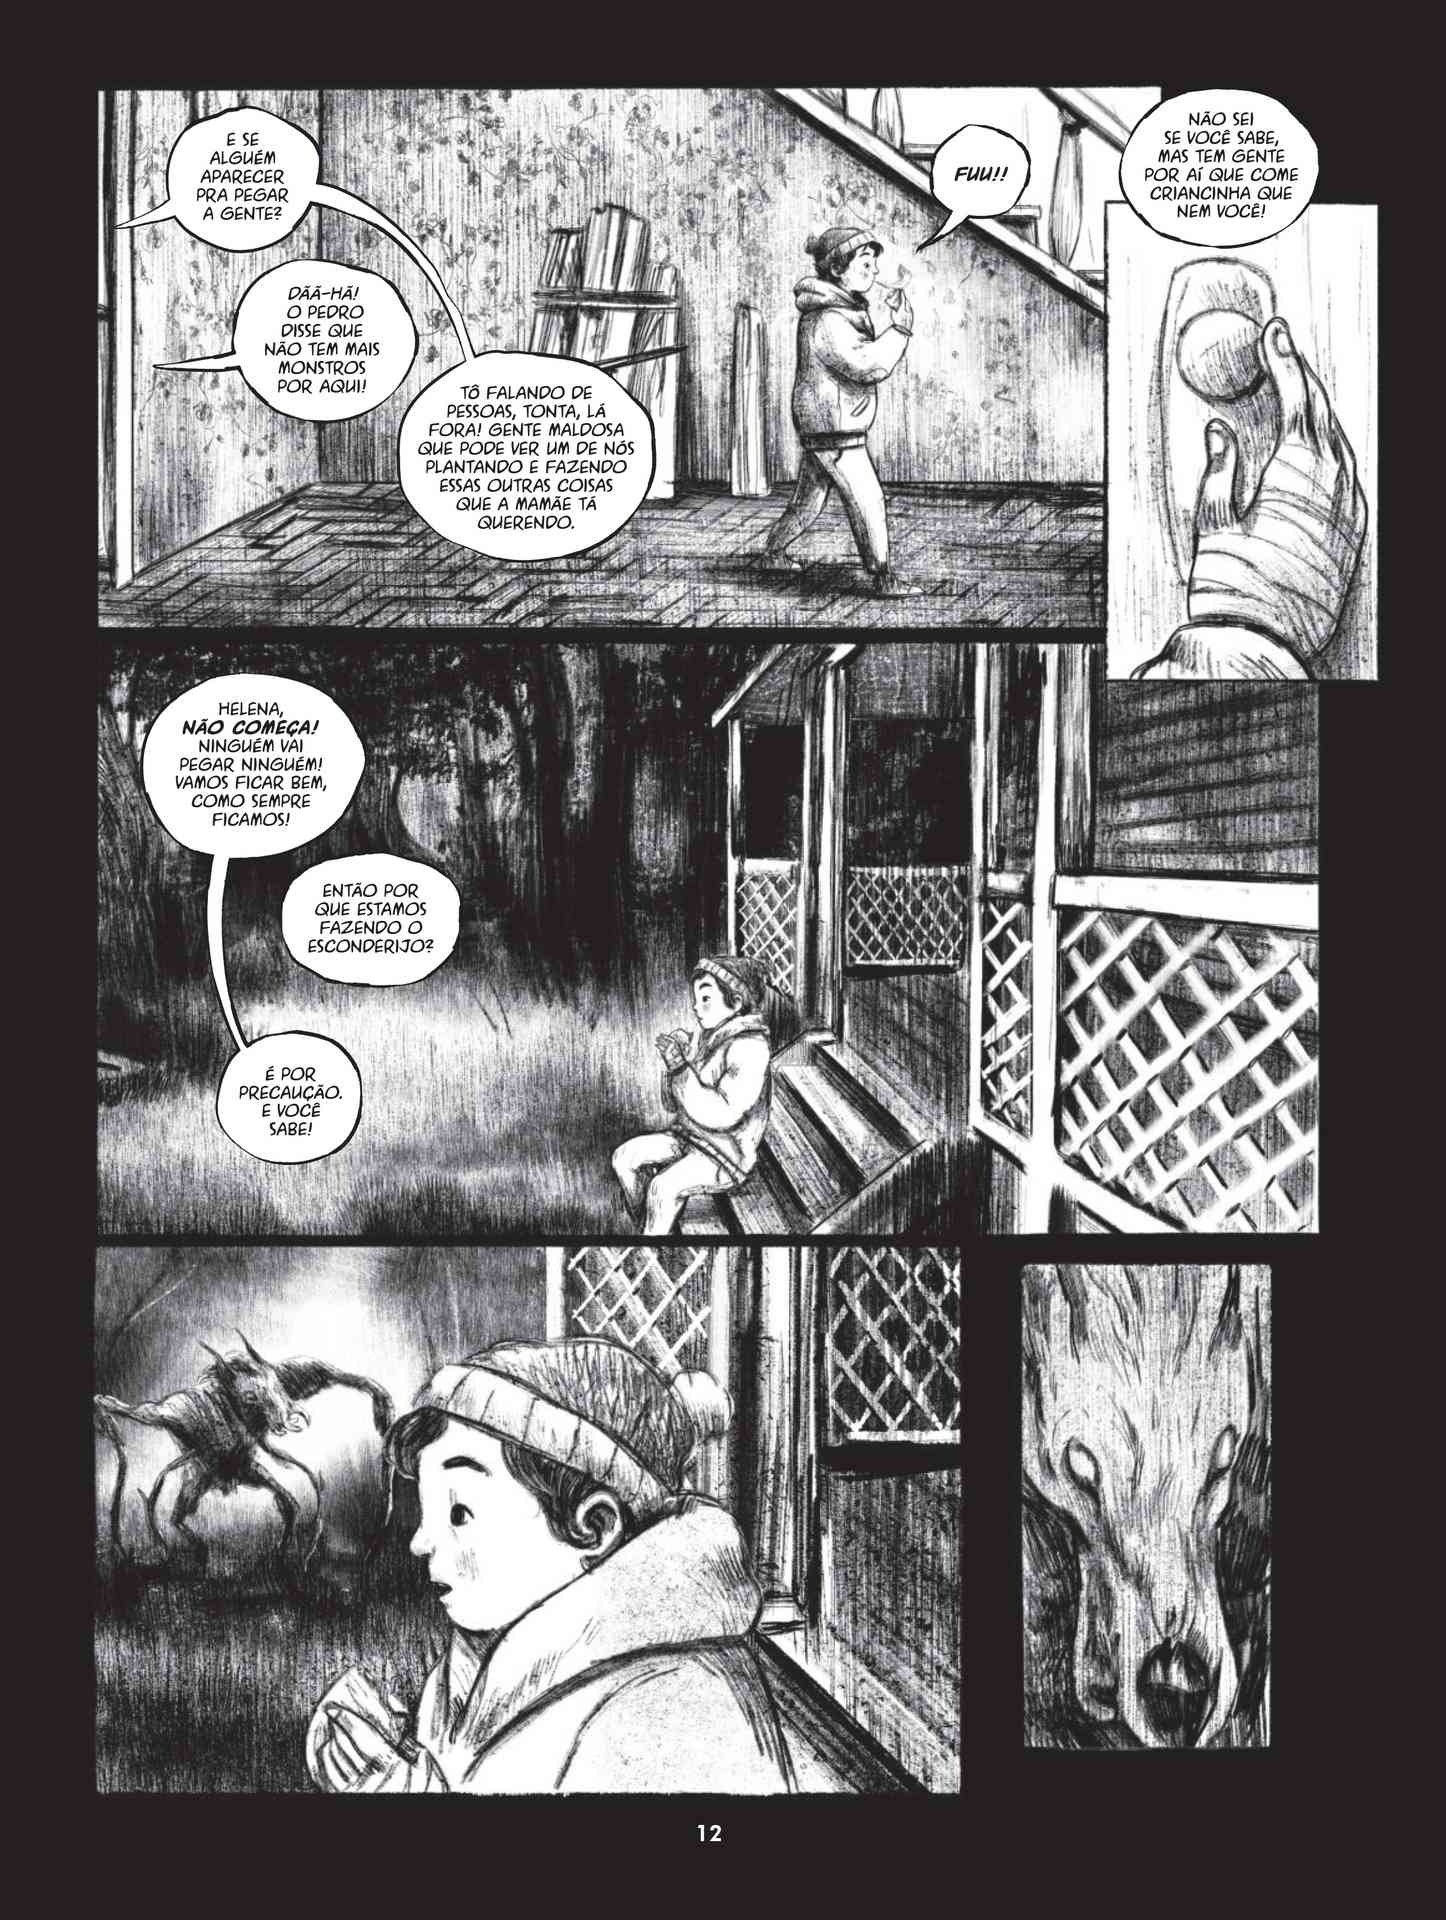 E SE
ALGUÉM
APARECER
PRA PEGAR
A GENTE?
DÃÃ-HÃ!
O PEDRO
DISSE QUE
NÃO TEM MAIS
MONSTROS
POR AQUI!
TÔ FALANDO DE
PESSOAS, TONTA, LÁ
FORA! GENTE MALDOSA
QUE PODE VER UM DE NÓS
PLANTANDO E FAZENDO
ESSAS OUTRAS COISAS
QUE A MAMÃE TÁ
QUERENDO.
FUU!!
NÃO SEI
SE VOCÊ SABE,
MAS TEM GENTE
POR AÍ QUE COME
CRIANCINHA QUE
NEM VOCÊ!
HELENA,
NÃO COMEÇA!
NINGUÉM VAI
PEGAR NINGUÉM!
VAMOS FICAR BEM,
COMO SEMPRE
FICAMOS!
ENTÃO POR
QUE ESTAMOS
FAZENDO O
ESCONDERIJO?
É POR
PRECAUÇÃO.
E VOCÊ
SABE!
12